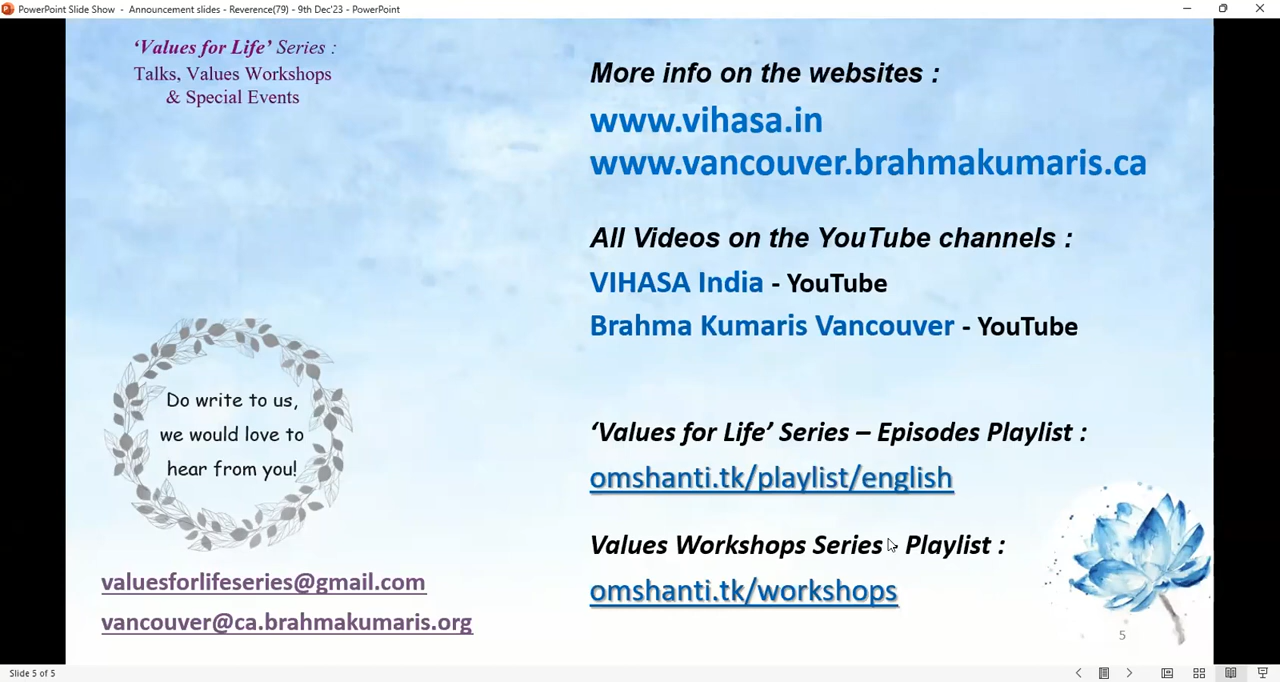 PowerPoint Slide Show - Announcement slides - Reverence(79) - 9th Dec'23 - PowerPoint
‘Values for Life’ Series :
Talks, Values Workshops
& Special Events
More info on the websites :
www.vihasa.in
www.vancouver.brahmakumaris.ca
All Videos on the YouTube channels :
VIHASA India - YouTube
Brahma Kumaris Vancouver - YouTube
Do write to us,
we would love to
hear from you!
‘Values for Life’ Series – Episodes Playlist :
omshanti.tk/playlist/english
Values Workshops Series - Playlist :
omshanti.tk/workshops
valuesforlifeseries@gmail.com
vancouver@ca.brahmakumaris.org
5
Slide 5 of 5